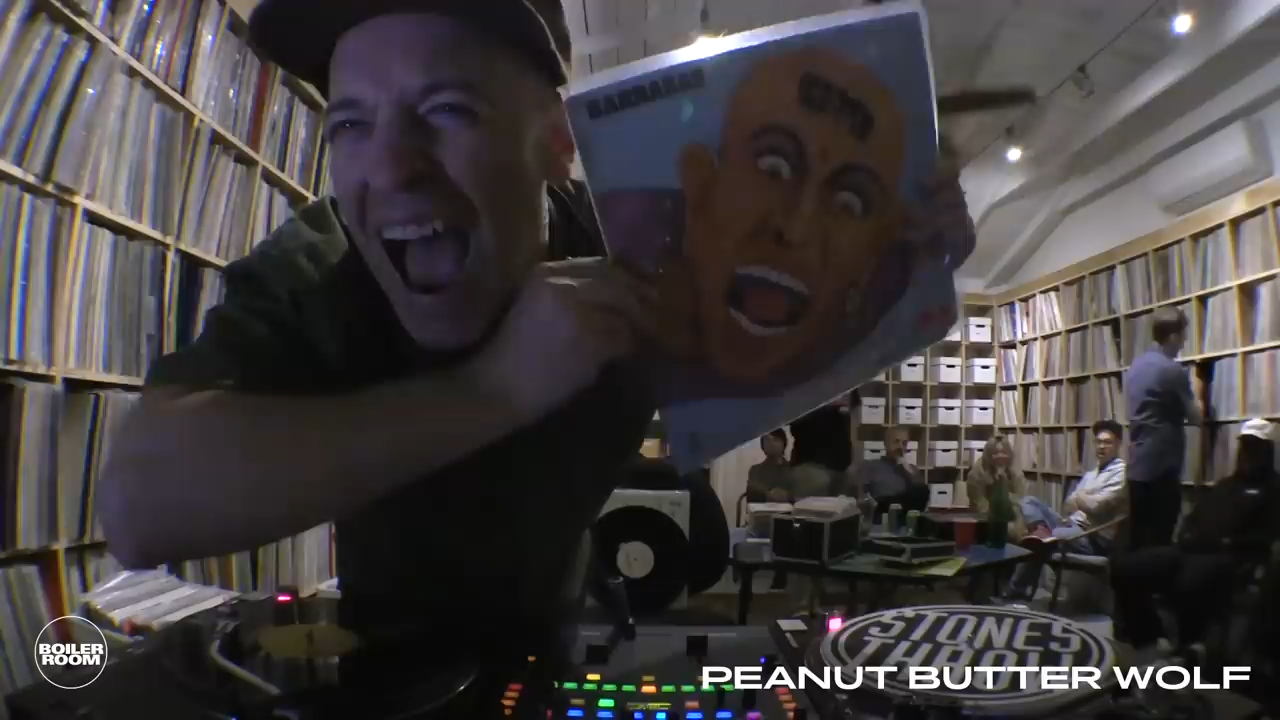 BARRABAS
BOILER
ROOM
STONES
THROW
PEANUT BUTTER WOLF